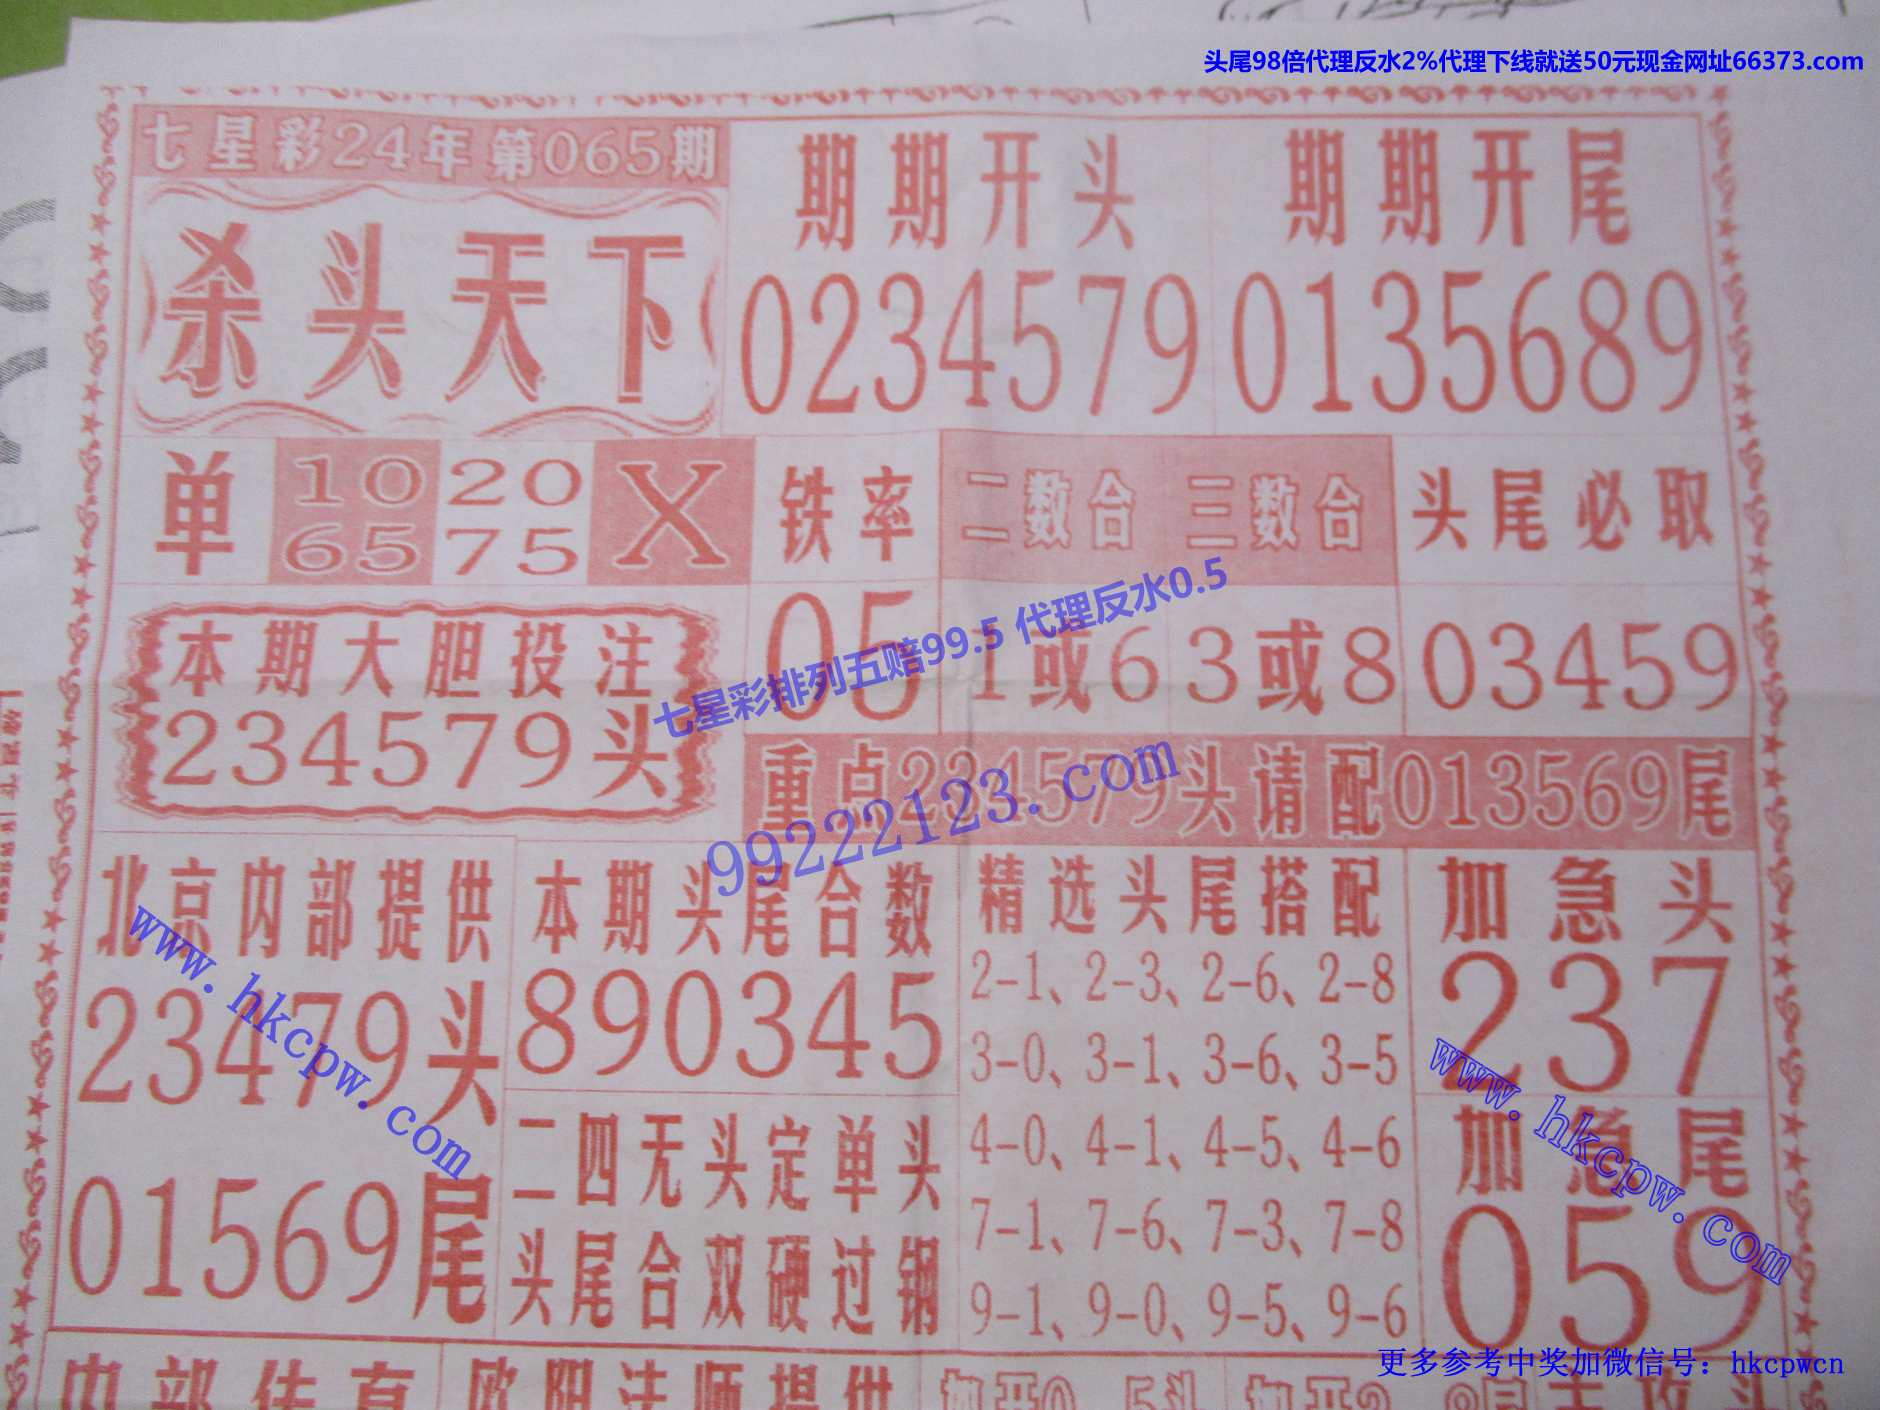 头尾98倍代理反水2%代理下线就送50元现金网址66373.com
七星彩24年第065期
杀头天下
期期开头
0234579
期期开尾
0135689
单
10 20
65 75
X
铁率
05
二数合
1或6
三数合
3或8
头尾必取
03459
本期大胆投注
234579头
七星彩排列五赔99.5 代理反水0.5
99222123.com
重点234579头请配013569尾
北京内部提供
23479头
01569尾
www.hkcpw.com
本期头尾合数
890345
二四无头定单头
头尾合双硬过钢
精选头尾搭配
2-1、2-3、2-6、2-8
3-0、3-1、3-6、3-5
4-0、4-1、4-5、4-6
7-1、7-6、7-3、7-8
9-1、9-0、9-5、9-6
加急头
237
加急尾
059
www.hkcpw.com
内部传真
欧阳法师提供
更多参考中奖加微信号：hkcpwcn